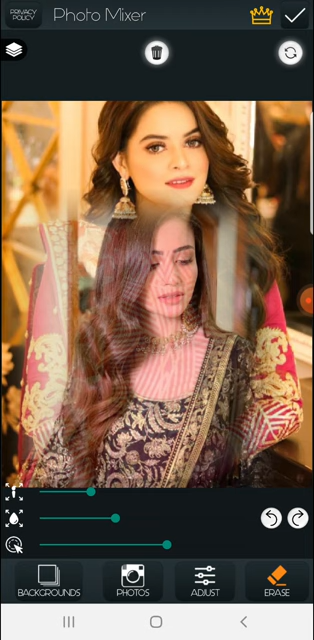 PRIVACY
POLICY
Photo Mixer
BACKGROUNDS
PHOTOS
ADJUST
ERASE